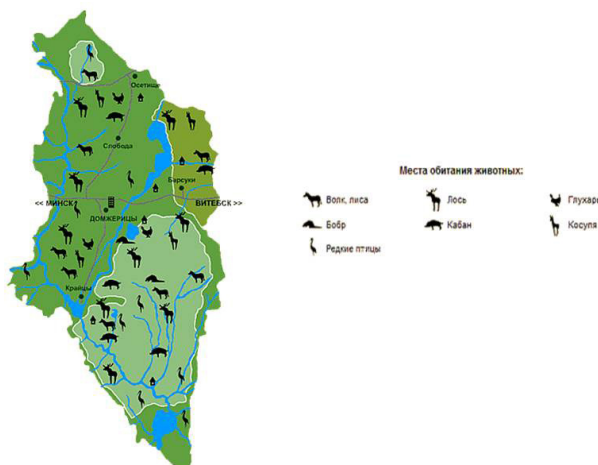 Осетище
Слобода
Барсуки
<< МИНСК
ВИТЕБСК >>
ДОМЖЕРИЦЫ
Крайцы
Места обитания животных:
Волк, лиса
Лось
Глухарь
Бобр
Кабан
Косуля
Редкие птицы